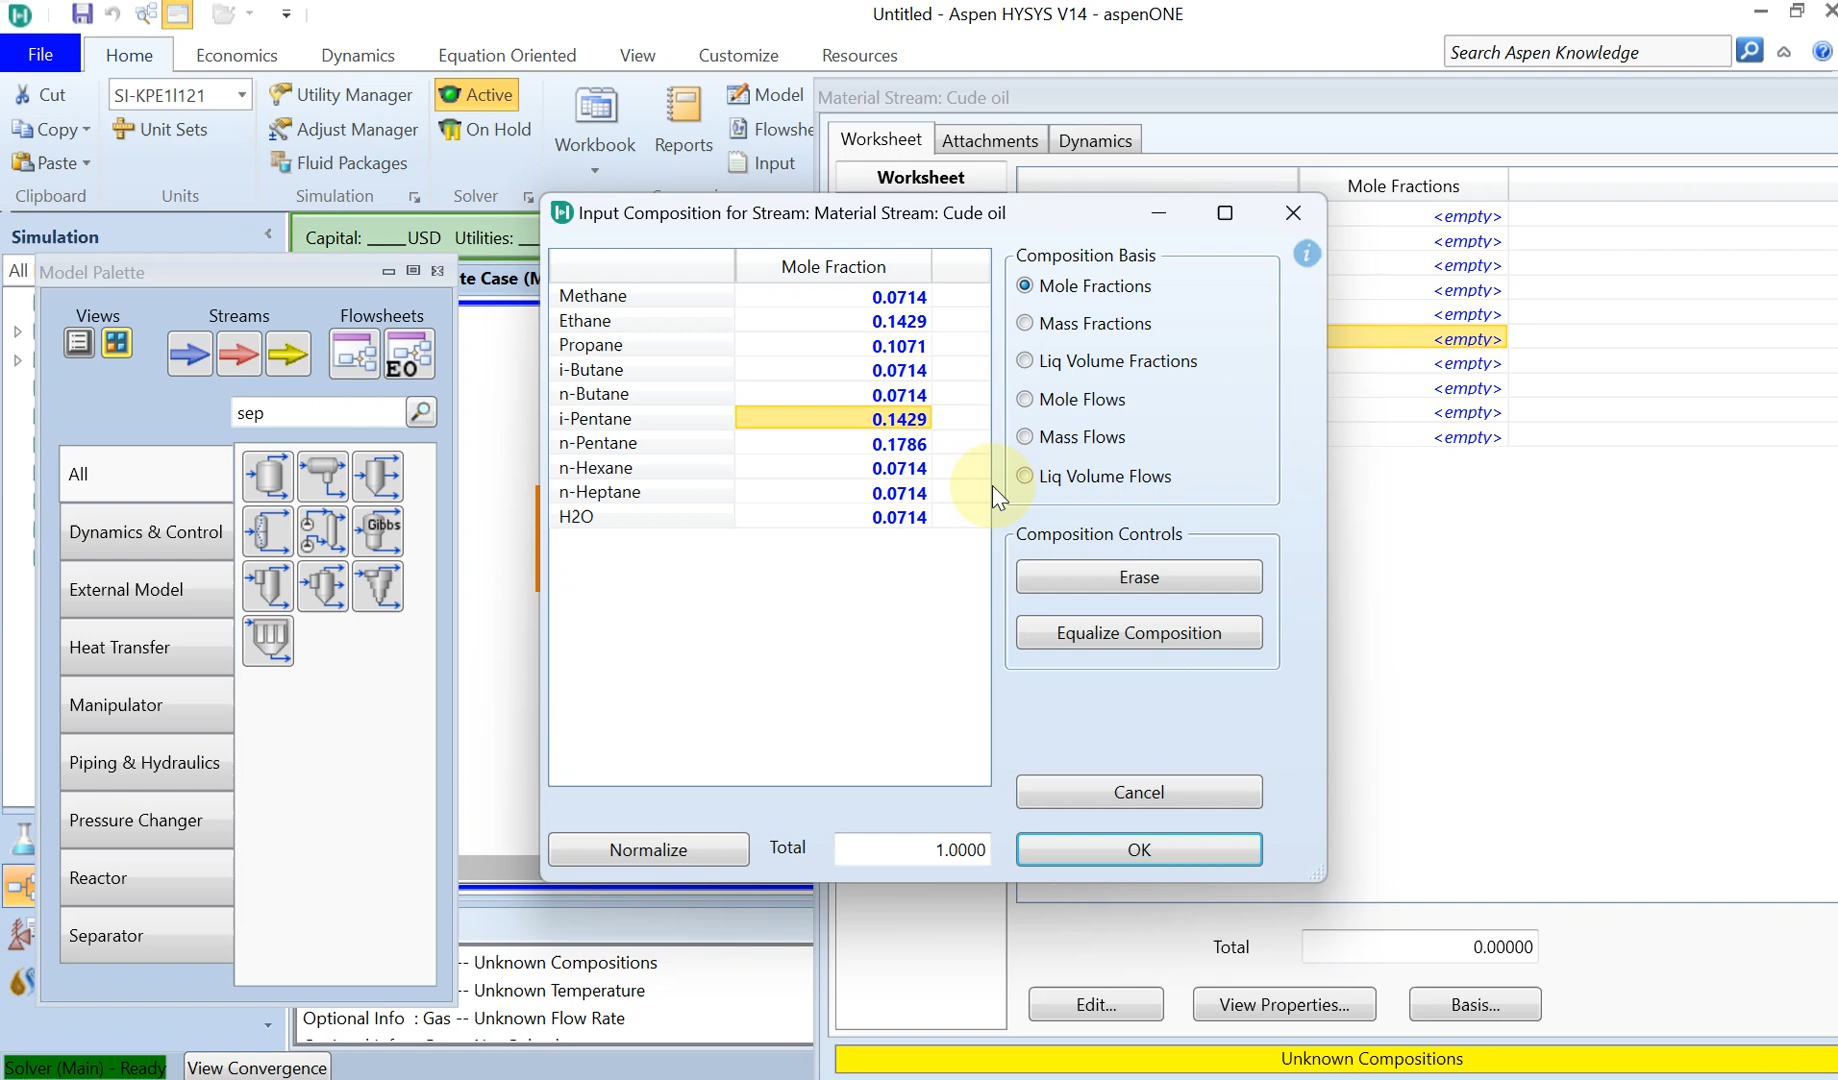 Untitled - Aspen HYSYS V14 - aspenONE
File
Home
Economics
Dynamics
Equation Oriented
View
Customize
Resources
Search Aspen Knowledge
Cut
Copy
Paste
Clipboard
SI-KPE1I121
Unit Sets
Units
Utility Manager
Adjust Manager
Fluid Packages
Simulation
Active
On Hold
Solver
Workbook
Reports
Model
Flowshe
Input
Material Stream: Cude oil
Worksheet
Attachments
Dynamics
Worksheet
Mole Fractions
<empty>
<empty>
<empty>
<empty>
<empty>
<empty>
<empty>
<empty>
<empty>
<empty>
Simulation
Capital: ____USD Utilities:
All
te Case (M
Model Palette
Views
Streams
Flowsheets
EO
sep
All
Dynamics & Control
External Model
Heat Transfer
Manipulator
Piping & Hydraulics
Pressure Changer
Reactor
Separator
Gibbs
Input Composition for Stream: Material Stream: Cude oil
Mole Fraction
Methane 0.0714
Ethane 0.1429
Propane 0.1071
i-Butane 0.0714
n-Butane 0.0714
i-Pentane 0.1429
n-Pentane 0.1786
n-Hexane 0.0714
n-Heptane 0.0714
H2O 0.0714
Normalize
Total 1.0000
Composition Basis
Mole Fractions
Mass Fractions
Liq Volume Fractions
Mole Flows
Mass Flows
Liq Volume Flows
Composition Controls
Erase
Equalize Composition
Cancel
OK
-- Unknown Compositions
-- Unknown Temperature
Optional Info : Gas -- Unknown Flow Rate
Total 0.00000
Edit...
View Properties...
Basis...
Unknown Compositions
Solver (Main) - Ready
View Convergence